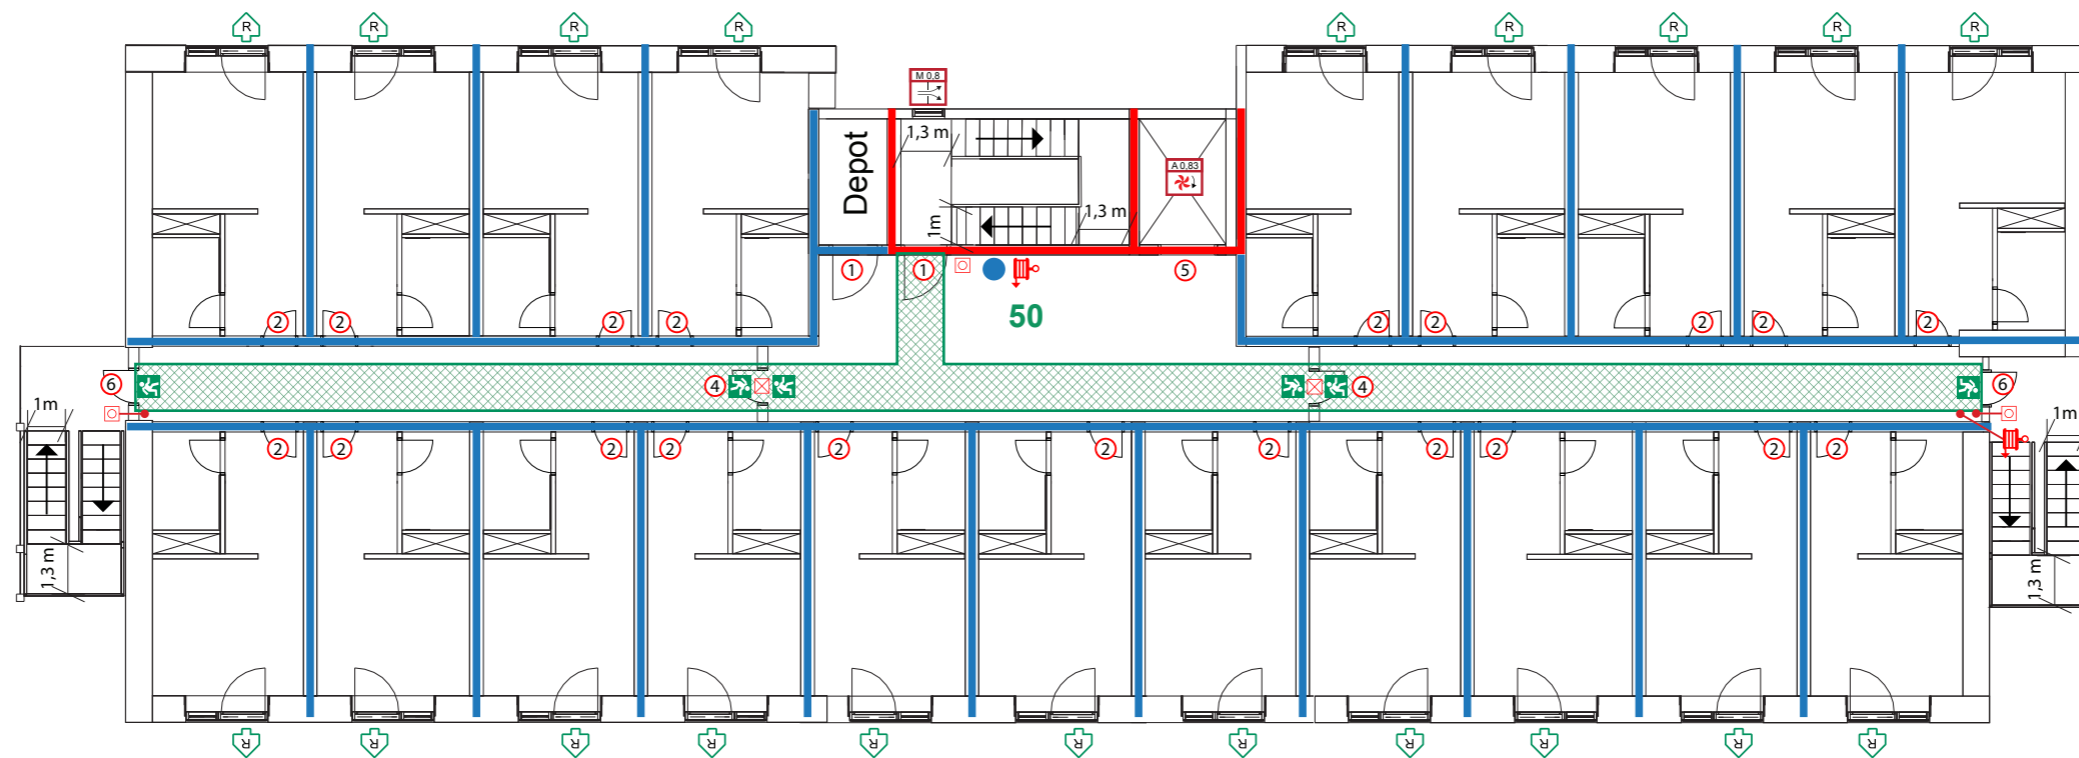 R R R R R R R R R
M 0,8
1,3 m
Depot
A 0,83
1,3 m
1m
1 1 5
50
2 2 2 2 2 2 2 2 2
6 4 4 6
1m
1m
2 2 2 2 2 2 2 2 2 2 2
1,3 m
1,3 m
R R R R R R R R R R R